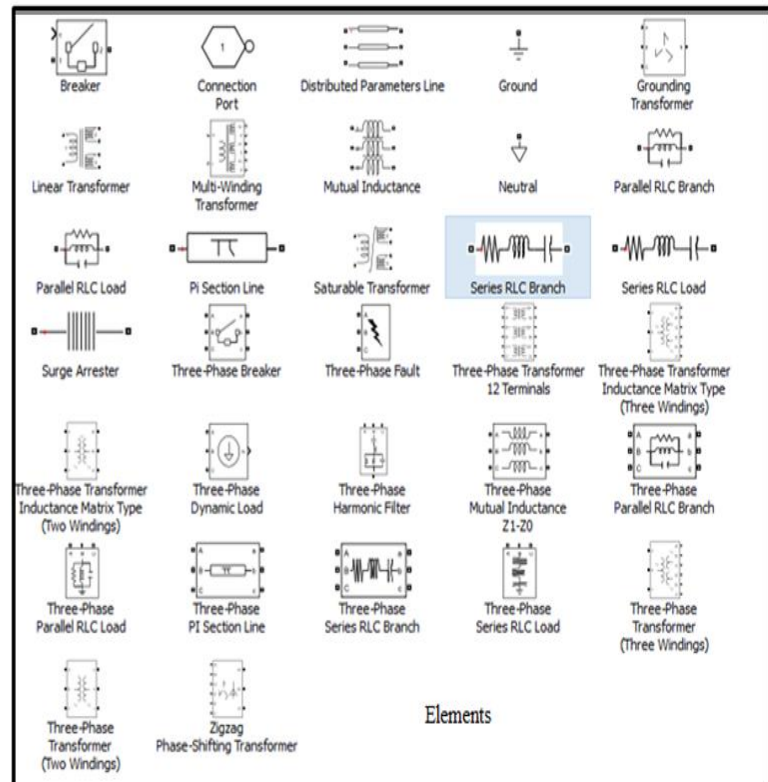 Breaker
Connection
Port
Distributed Parameters Line
Ground
Grounding
Transformer
Linear Transformer
Multi-Winding
Transformer
Mutual Inductance
Neutral
Parallel RLC Branch
Parallel RLC Load
Pi Section Line
Saturable Transformer
Series RLC Branch
Series RLC Load
Surge Arrester
Three-Phase Breaker
Three-Phase Fault
Three-Phase Transformer
12 Terminals
Three-Phase Transformer
Inductance Matrix Type
(Three Windings)
Three-Phase Transformer
Inductance Matrix Type
(Two Windings)
Three-Phase
Dynamic Load
Three-Phase
Harmonic Filter
Three-Phase
Mutual Inductance
Z1-Z0
Three-Phase
Parallel RLC Branch
Three-Phase
Parallel RLC Load
Three-Phase
PI Section Line
Three-Phase
Series RLC Branch
Three-Phase
Series RLC Load
Three-Phase
Transformer
(Three Windings)
Three-Phase
Transformer
(Two Windings)
Zigzag
Phase-Shifting Transformer
Elements